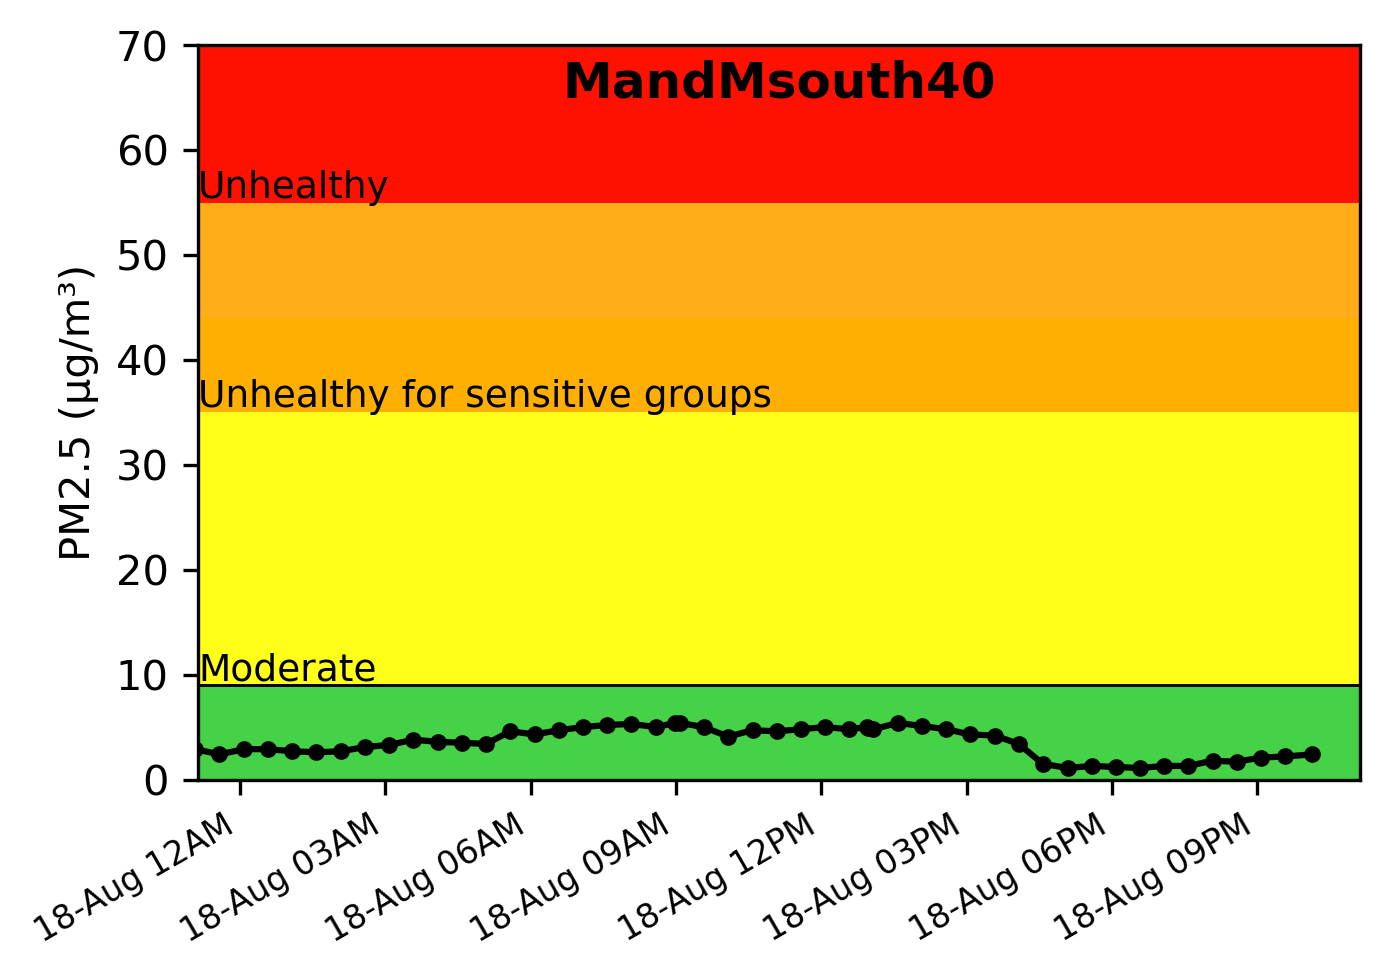 MandMsouth40
70
60
Unhealthy
50
40
Unhealthy for sensitive groups
30
20
10
Moderate
0
PM2.5 (µg/m³)
18-Aug 12AM
18-Aug 03AM
18-Aug 06AM
18-Aug 09AM
18-Aug 12PM
18-Aug 03PM
18-Aug 06PM
18-Aug 09PM